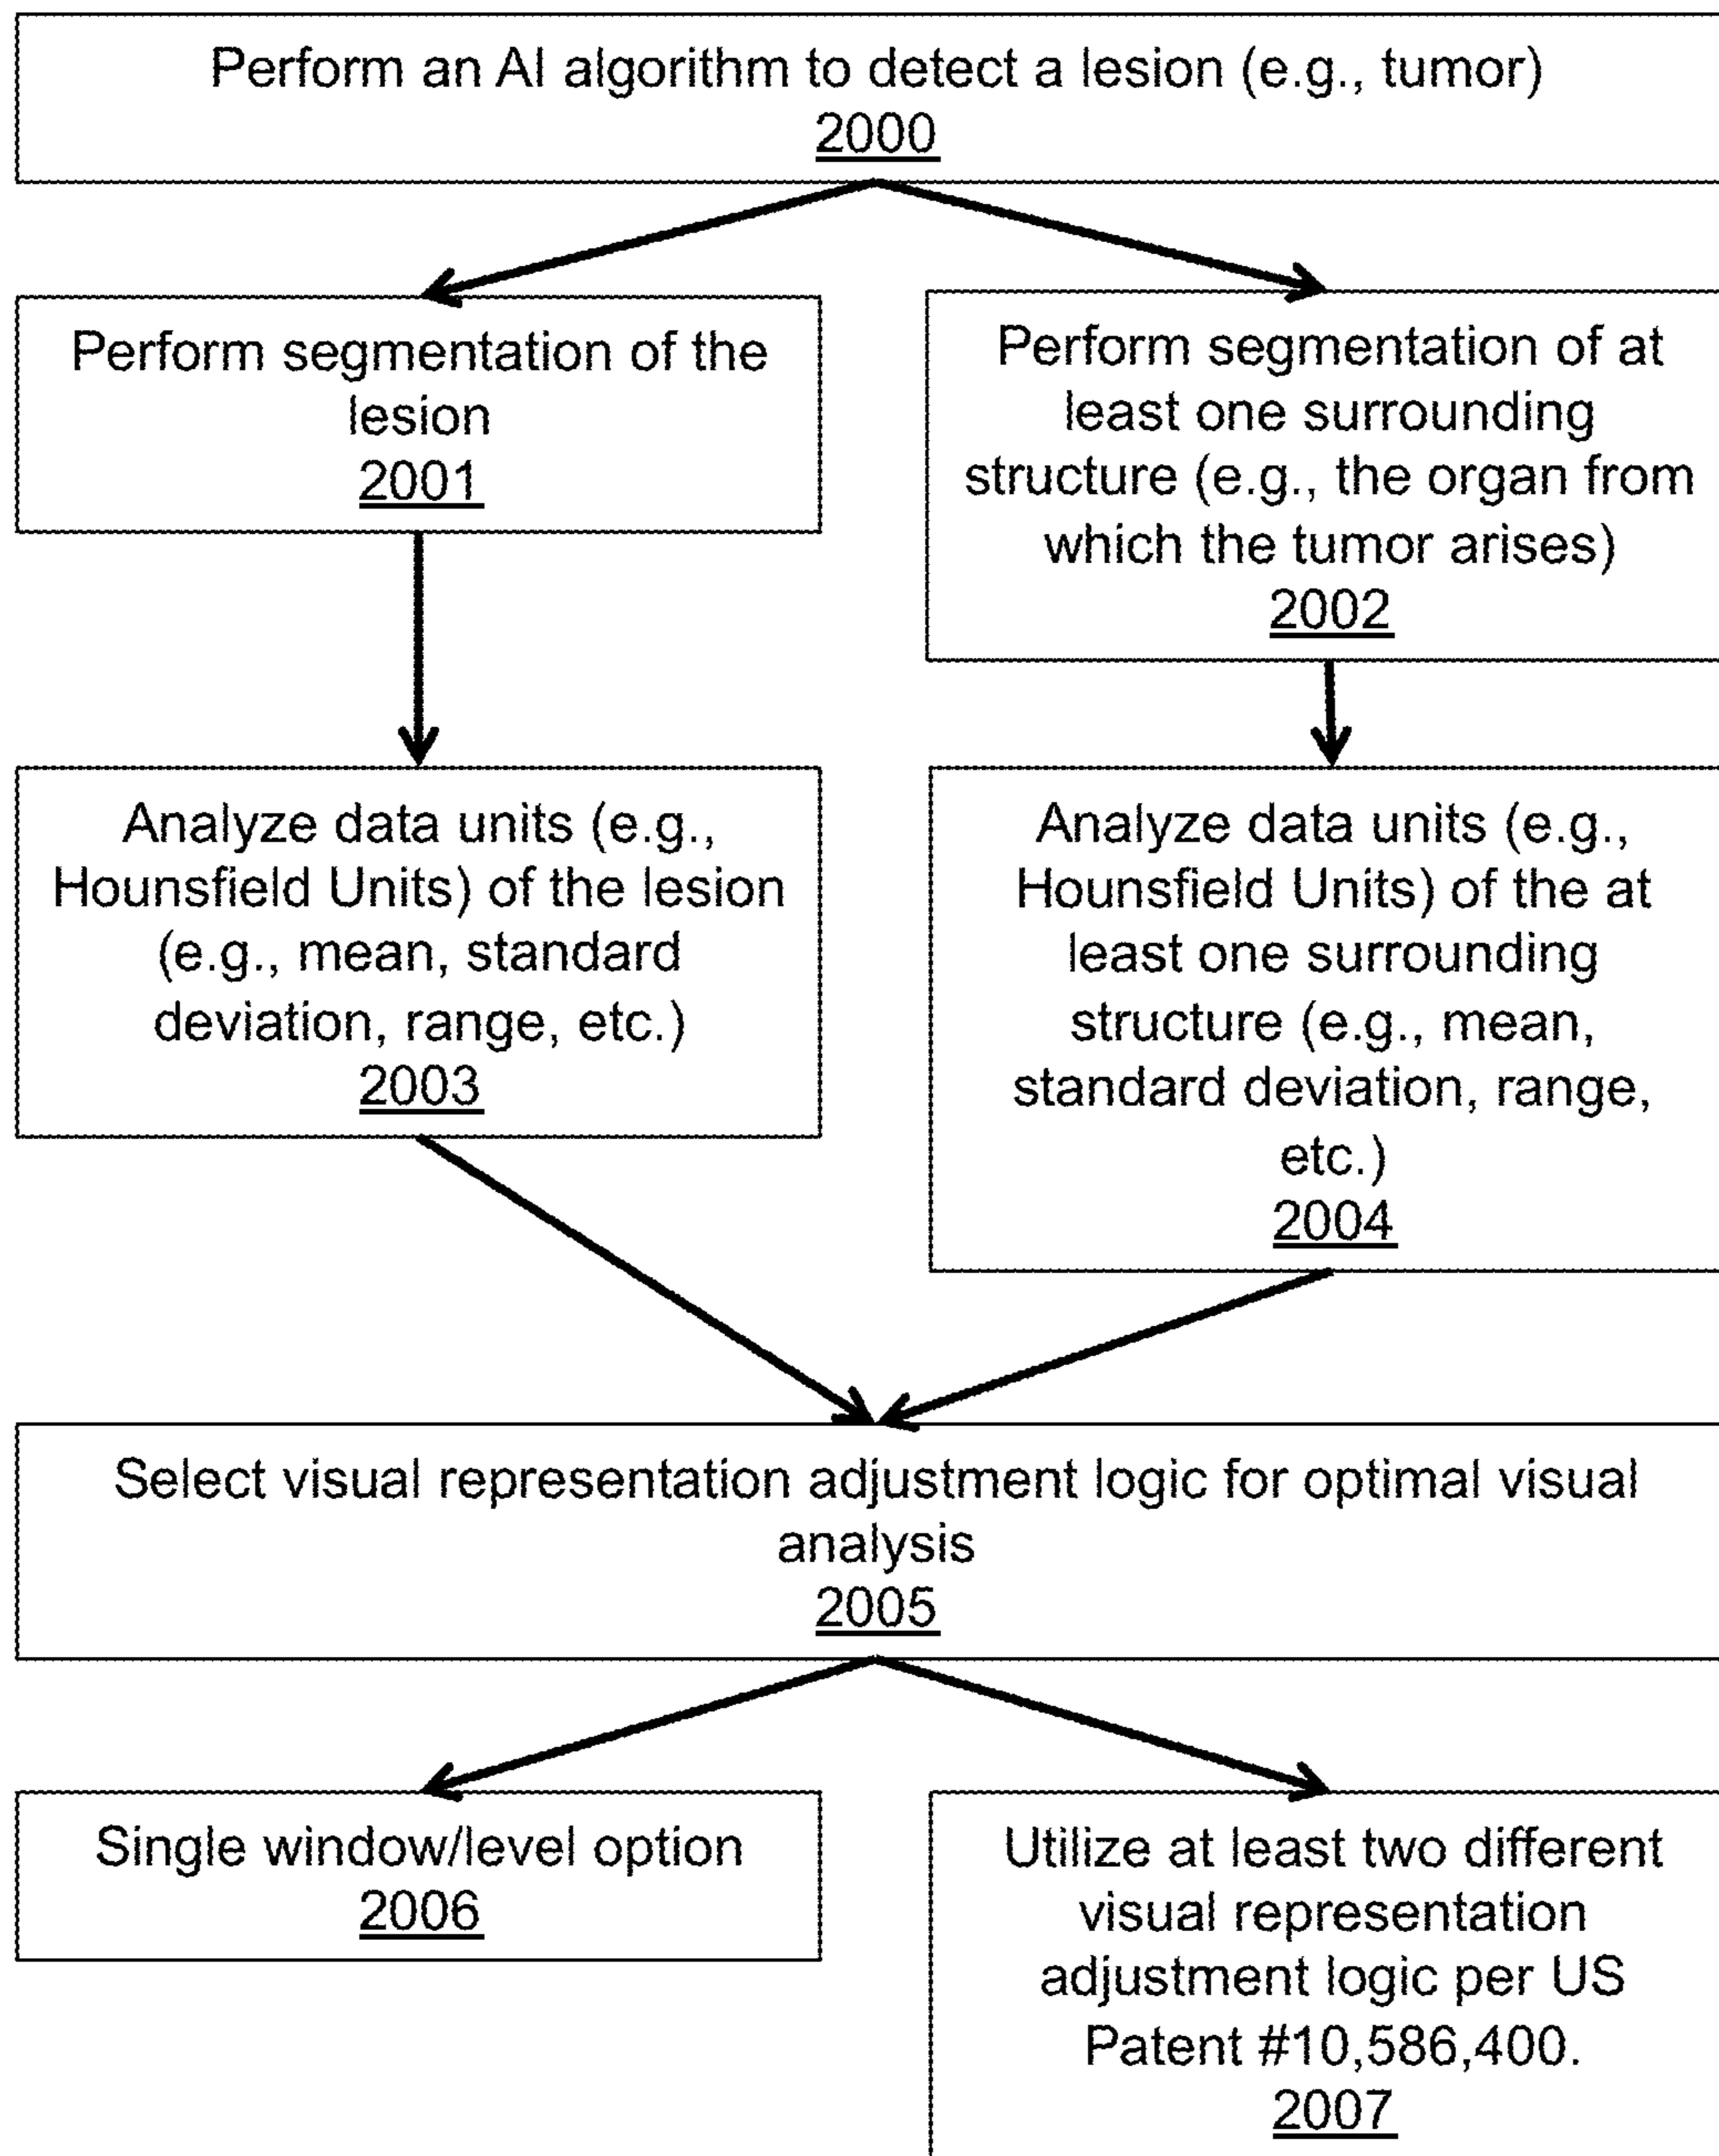 Perform an AI algorithm to detect a lesion (e.g., tumor)
2000
Perform segmentation of the
lesion
2001
Perform segmentation of at
least one surrounding
structure (e.g., the organ from
which the tumor arises)
2002
Analyze data units (e.g.,
Hounsfield Units) of the lesion
(e.g., mean, standard
deviation, range, etc.)
2003
Analyze data units (e.g.,
Hounsfield Units) of the at
least one surrounding
structure (e.g., mean,
standard deviation, range,
etc.)
2004
Select visual representation adjustment logic for optimal visual
analysis
2005
Single window/level option
2006
Utilize at least two different
visual representation
adjustment logic per US
Patent #10,586,400.
2007